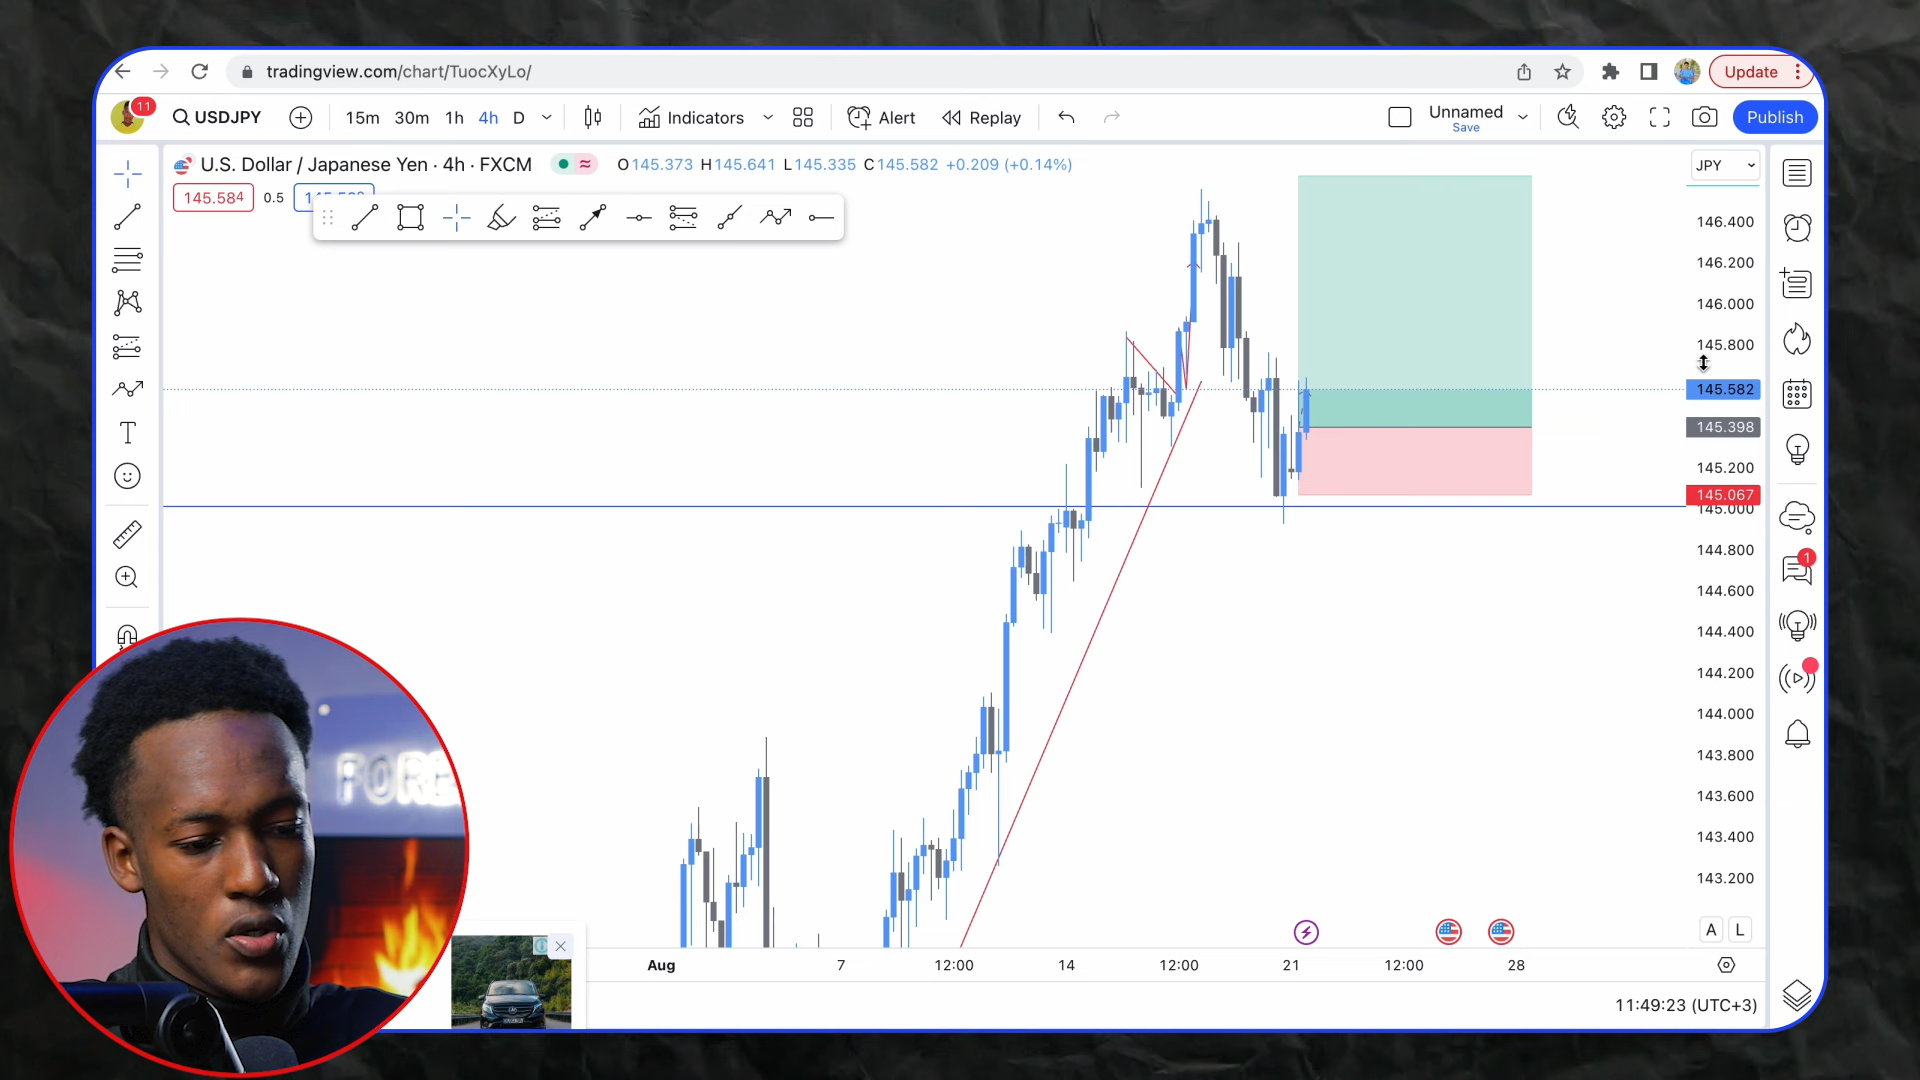 tradingview.com/chart/TuocXyLo/
Update
11
USDJPY
15m 30m 1h 4h D
Indicators
Alert
Replay
Unnamed
Save
Publish
U.S. Dollar / Japanese Yen · 4h · FXCM
O145.373 H145.641 L145.335 C145.582 +0.209 (+0.14%)
JPY
145.584
0.5
146.400
146.200
146.000
145.800
145.582
145.398
145.200
145.067
145.000
144.800
144.600
144.400
144.200
144.000
143.800
143.600
143.400
143.200
1
A L
Aug 7 12:00 14 12:00 21 12:00 28
11:49:23 (UTC+3)